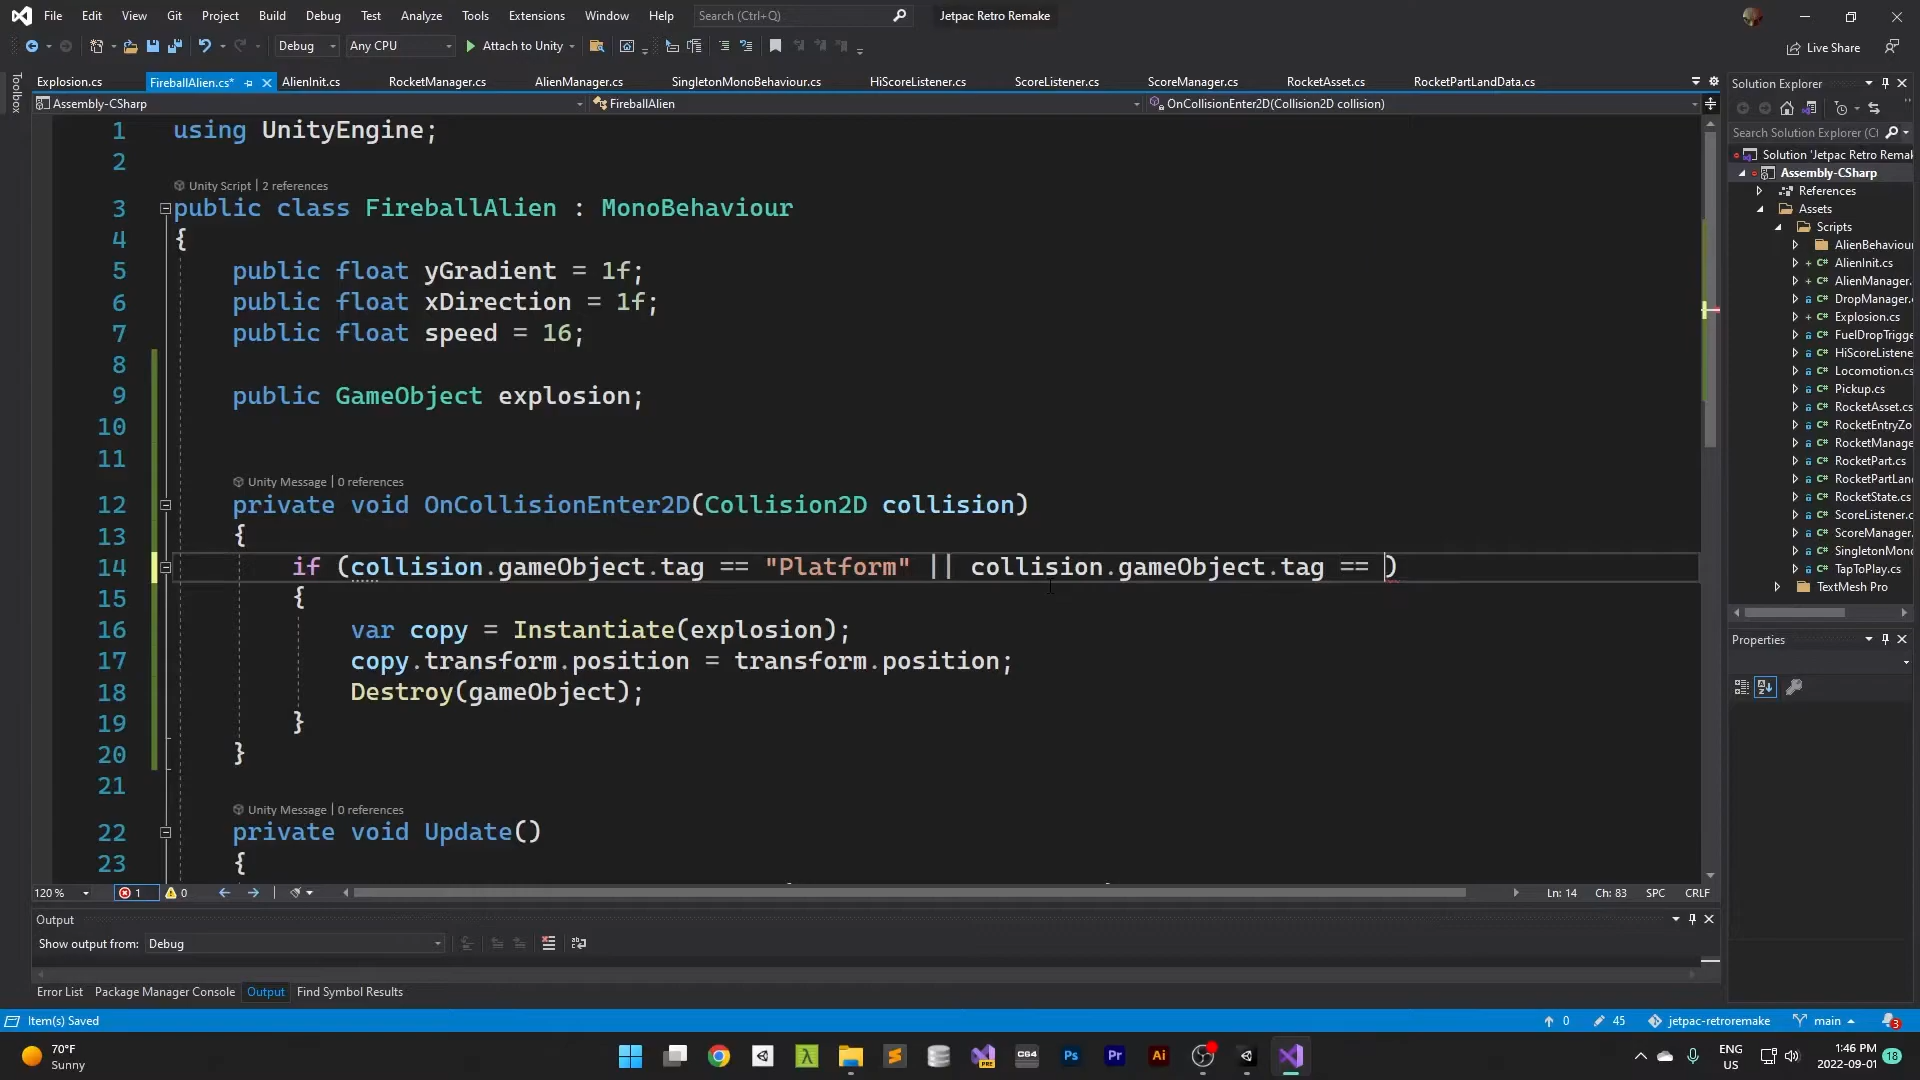 File Edit View Git Project Build Debug Test Analyze Tools Extensions Window Help Search (Ctrl+Q) Jetpac Retro Remake
Debug Any CPU Attach to Unity Live Share
Toolbox
Explosion.cs FireballAlien.cs* AlienInit.cs RocketManager.cs AlienManager.cs SingletonMonoBehaviour.cs HiScoreListener.cs ScoreListener.cs ScoreManager.cs RocketAsset.cs RocketPartLandData.cs
Assembly-CSharp FireballAlien OnCollisionEnter2D(Collision2D collision)
1 using UnityEngine;
2
Unity Script | 2 references
3 public class FireballAlien : MonoBehaviour
4 {
5 public float yGradient = 1f;
6 public float xDirection = 1f;
7 public float speed = 16;
8
9 public GameObject explosion;
10
11
Unity Message | 0 references
12 private void OnCollisionEnter2D(Collision2D collision)
13 {
14 if (collision.gameObject.tag == "Platform" || collision.gameObject.tag == )
15 {
16 var copy = Instantiate(explosion);
17 copy.transform.position = transform.position;
18 Destroy(gameObject);
19 }
20 }
21
Unity Message | 0 references
22 private void Update()
23 {
120 % 1 0 Ln: 14 Ch: 83 SPC CRLF
Output
Show output from: Debug
Error List Package Manager Console Output Find Symbol Results
Solution Explorer
Search Solution Explorer (Ct
Solution 'Jetpac Retro Remak
Assembly-CSharp
References
Assets
Scripts
AlienBehaviour
AlienInit.cs
AlienManager.
DropManager.c
Explosion.cs
FuelDropTrigge
HiScoreListene
Locomotion.cs
Pickup.cs
RocketAsset.cs
RocketEntryZo
RocketManage
RocketPart.cs
RocketPartLand
RocketState.cs
ScoreListener.c
ScoreManager.
SingletonMono
TapToPlay.cs
TextMesh Pro
Properties
Item(s) Saved 0 45 jetpac-retroremake main 3
70°F
Sunny
PRE CG4 Ps Pr Ai
ENG
US
1:46 PM
2022-09-01 18